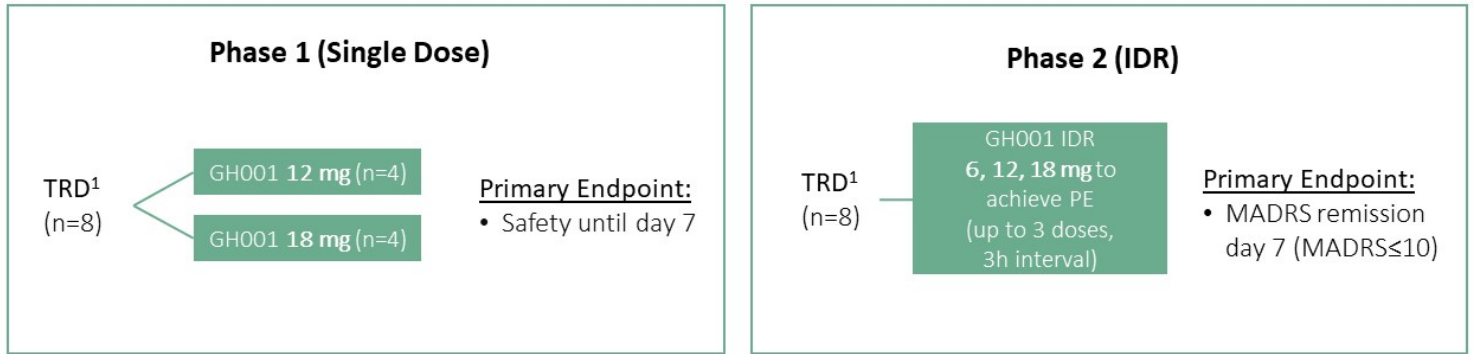 Phase 1 (Single Dose)
TRD¹
(n=8)
GH001 12 mg (n=4)
GH001 18 mg (n=4)
Primary Endpoint:
• Safety until day 7
Phase 2 (IDR)
TRD¹
(n=8)
GH001 IDR
6, 12, 18 mg to
achieve PE
(up to 3 doses,
3h interval)
Primary Endpoint:
• MADRS remission
day 7 (MADRS≤10)